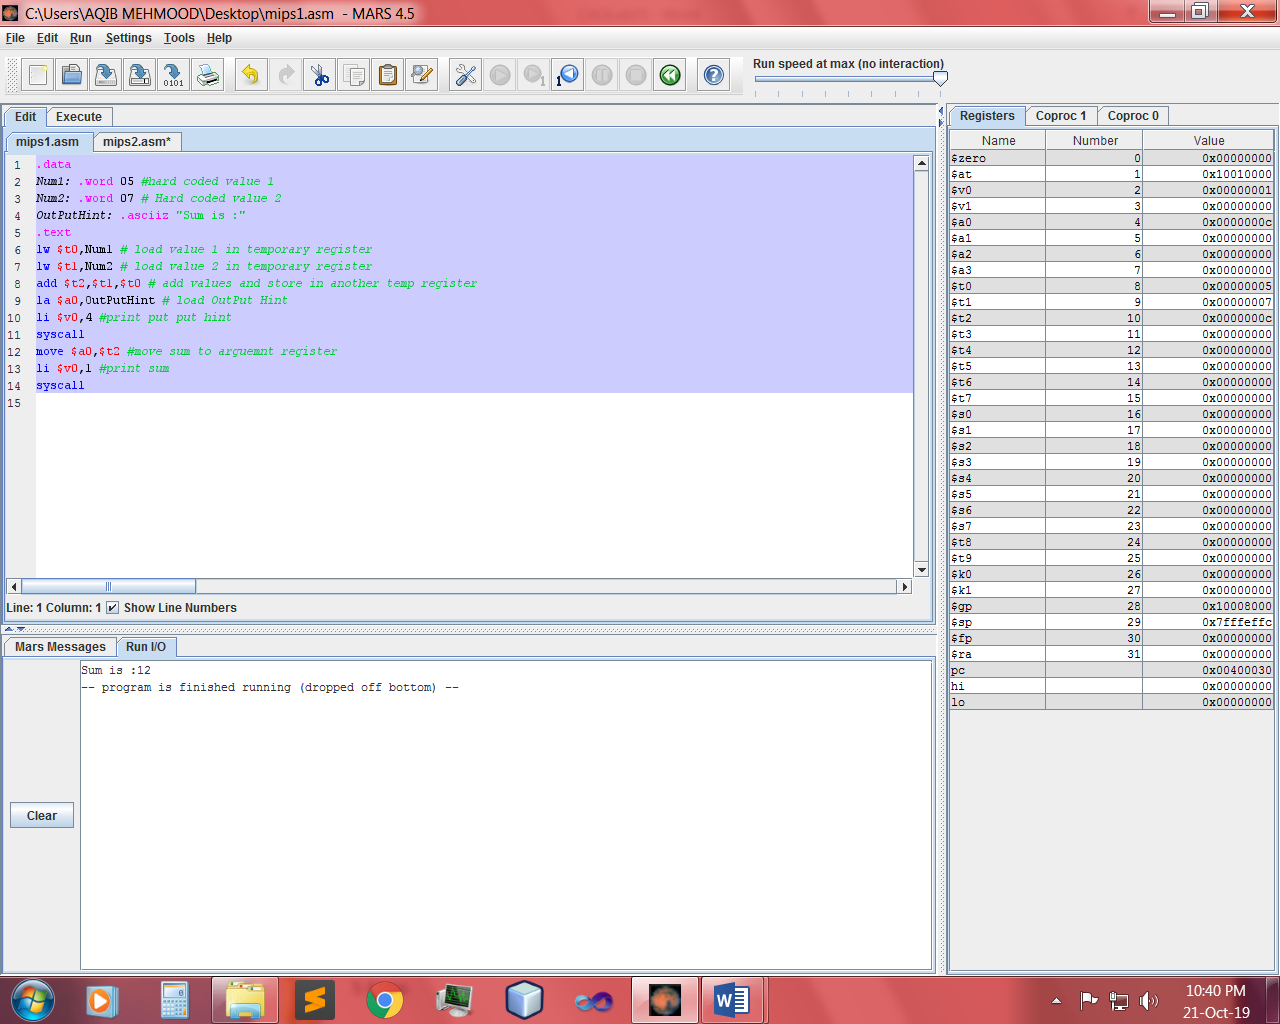 C:\Users\AQIB MEHMOOD\Desktop\mips1.asm - MARS 4.5
File Edit Run Settings Tools Help
Run speed at max (no interaction)
Edit Execute
mips1.asm mips2.asm*
1 .data
2 Num1: .word 05 #hard coded value 1
3 Num2: .word 07 # Hard coded value 2
4 OutPutHint: .asciiz "Sum is :"
5 .text
6 lw $t0,Num1 # load value 1 in temporary register
7 lw $t1,Num2 # load value 2 in temporary register
8 add $t2,$t1,$t0 # add values and store in another temp register
9 la $a0,OutPutHint # load OutPut Hint
10 li $v0,4 #print put put hint
11 syscall
12 move $a0,$t2 #move sum to arguemnt register
13 li $v0,1 #print sum
14 syscall
15
Line: 1 Column: 1 Show Line Numbers
Mars Messages Run I/O
Sum is :12
-- program is finished running (dropped off bottom) --
Clear
Registers Coproc 1 Coproc 0
Name Number Value
$zero 0 0x00000000
$at 1 0x10010000
$v0 2 0x00000001
$v1 3 0x00000000
$a0 4 0x0000000c
$a1 5 0x00000000
$a2 6 0x00000000
$a3 7 0x00000000
$t0 8 0x00000005
$t1 9 0x00000007
$t2 10 0x0000000c
$t3 11 0x00000000
$t4 12 0x00000000
$t5 13 0x00000000
$t6 14 0x00000000
$t7 15 0x00000000
$s0 16 0x00000000
$s1 17 0x00000000
$s2 18 0x00000000
$s3 19 0x00000000
$s4 20 0x00000000
$s5 21 0x00000000
$s6 22 0x00000000
$s7 23 0x00000000
$t8 24 0x00000000
$t9 25 0x00000000
$k0 26 0x00000000
$k1 27 0x00000000
$gp 28 0x10008000
$sp 29 0x7fffeffc
$fp 30 0x00000000
$ra 31 0x00000000
pc 0x00400030
hi 0x00000000
lo 0x00000000
10:40 PM
21-Oct-19